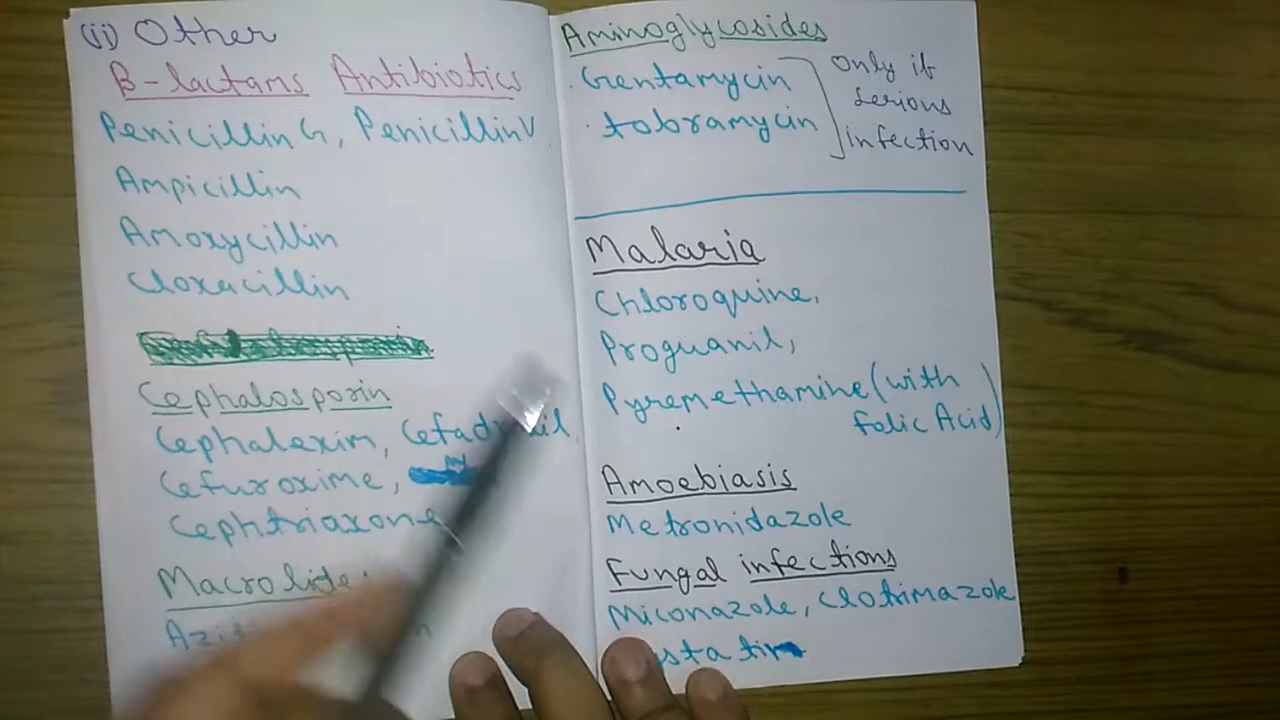 (ii) Other
B-lactams Antibiotics
Penicillin G, Penicillin V
Ampicillin
Amoxycillin
Cloxacillin
Cephalosporin
Cephalexin,
Cefuroxime,
Cephtriaxone
Macrolide
Aminoglycosides
Gentamycin
tobramycin
Only if
serious
infection
Malaria
Chloroquine,
Proguanil,
Pyremethamine (with
folic Acid)
Amoebiasis
Metronidazole
Fungal infections
Miconazole, Clotrimazole